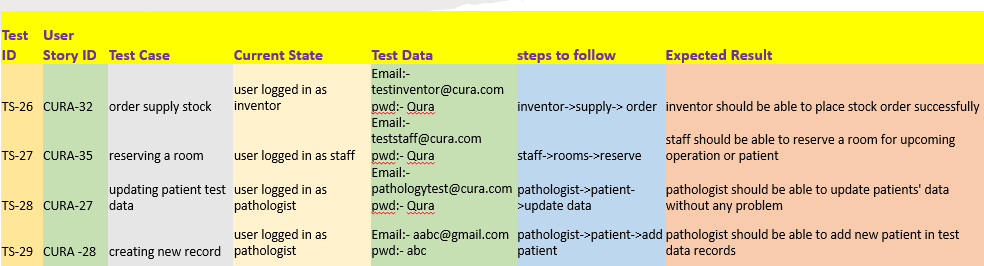 Test ID User Story ID Test Case Current State Test Data steps to follow Expected Result
TS-26 CURA-32 order supply stock user logged in as inventor Email:- testinventor@cura.com pwd:- Qura inventor->supply-> order inventor should be able to place stock order successfully
TS-27 CURA-35 reserving a room user logged in as staff Email:- teststaff@cura.com pwd:- Qura staff->rooms->reserve staff should be able to reserve a room for upcoming operation or patient
TS-28 CURA-27 updating patient test data user logged in as pathologist Email:- pathologytest@cura.com pwd:- Qura pathologist->patient->update data pathologist should be able to update patients' data without any problem
TS-29 CURA -28 creating new record user logged in as pathologist Email:- aabc@gmail.com pwd:- abc pathologist->patient->add patient pathologist should be able to add new patient in test data records